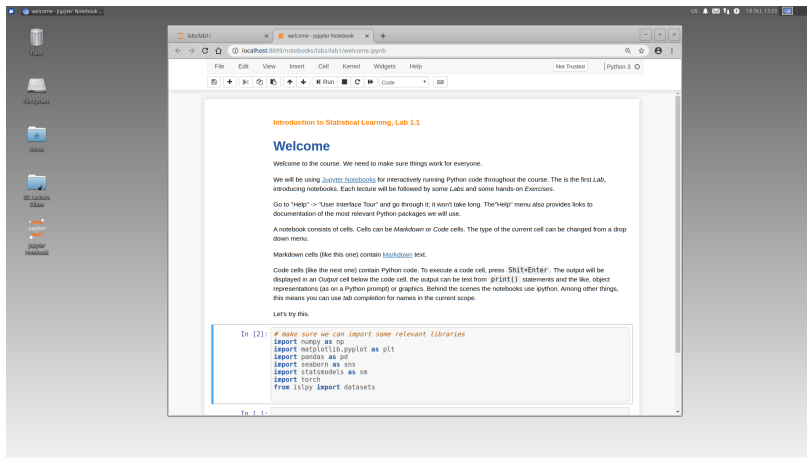 welcome - Jupyter Notebook ...
US
18 Oct, 13:33
Trash
File System
Home
ISL Lecture
Slides
jupyter
Jupyter
Notebook
labs/lab1/
welcome - Jupyter Notebook
localhost:8899/notebooks/labs/lab1/welcome.ipynb
File Edit View Insert Cell Kernel Widgets Help
Not Trusted
Python 3
Run
Code
Introduction to Statistical Learning, Lab 1.1
Welcome
Welcome to the course. We need to make sure things work for everyone.
We will be using Jupyter Notebooks for interactively running Python code throughout the course. The is the first Lab,
introducing notebooks. Each lecture will be followed by some Labs and some hands-on Exercises.
Go to "Help" -> "User Interface Tour" and go through it; it won't take long. The"Help" menu also provides links to
documentation of the most relevant Python packages we will use.
A notebook consists of cells. Cells can be Markdown or Code cells. The type of the current cell can be changed from a drop
down menu.
Markdown cells (like this one) contain Markdown text.
Code cells (like the next one) contain Python code. To execute a code cell, press Shit+Enter. The output will be
displayed in an Output cell below the code cell. the output can be text from print() statements and the like, object
representations (as on a Python prompt) or graphics. Behind the scenes the notebooks use ipython. Among other things,
this means you can use tab completion for names in the current scope.
Let's try this.
In [2]:
# make sure we can import some relevant libraries
import numpy as np
import matplotlib.pyplot as plt
import pandas as pd
import seaborn as sns
import statsmodels as sm
import torch
from islpy import datasets
In [ ]: